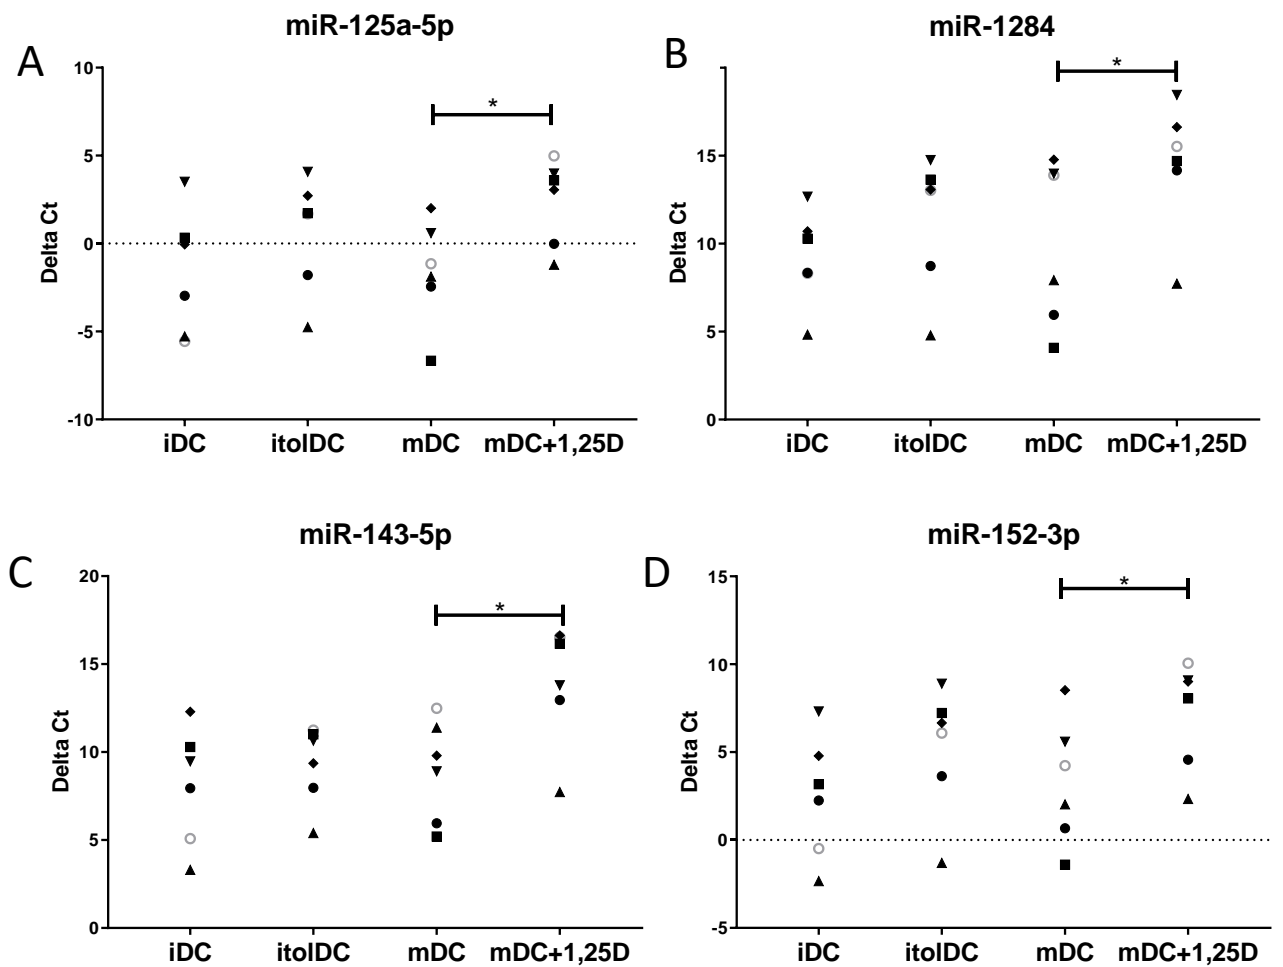 miR-125a-5p
A
10
5
0
-5
-10
Delta Ct
*
iDC
itolDC
mDC
mDC+1,25D
miR-1284
B
15
10
5
0
Delta Ct
*
iDC
itolDC
mDC
mDC+1,25D
miR-143-5p
C
20
15
10
5
0
Delta Ct
*
iDC
itolDC
mDC
mDC+1,25D
miR-152-3p
D
15
10
5
0
-5
Delta Ct
*
iDC
itolDC
mDC
mDC+1,25D